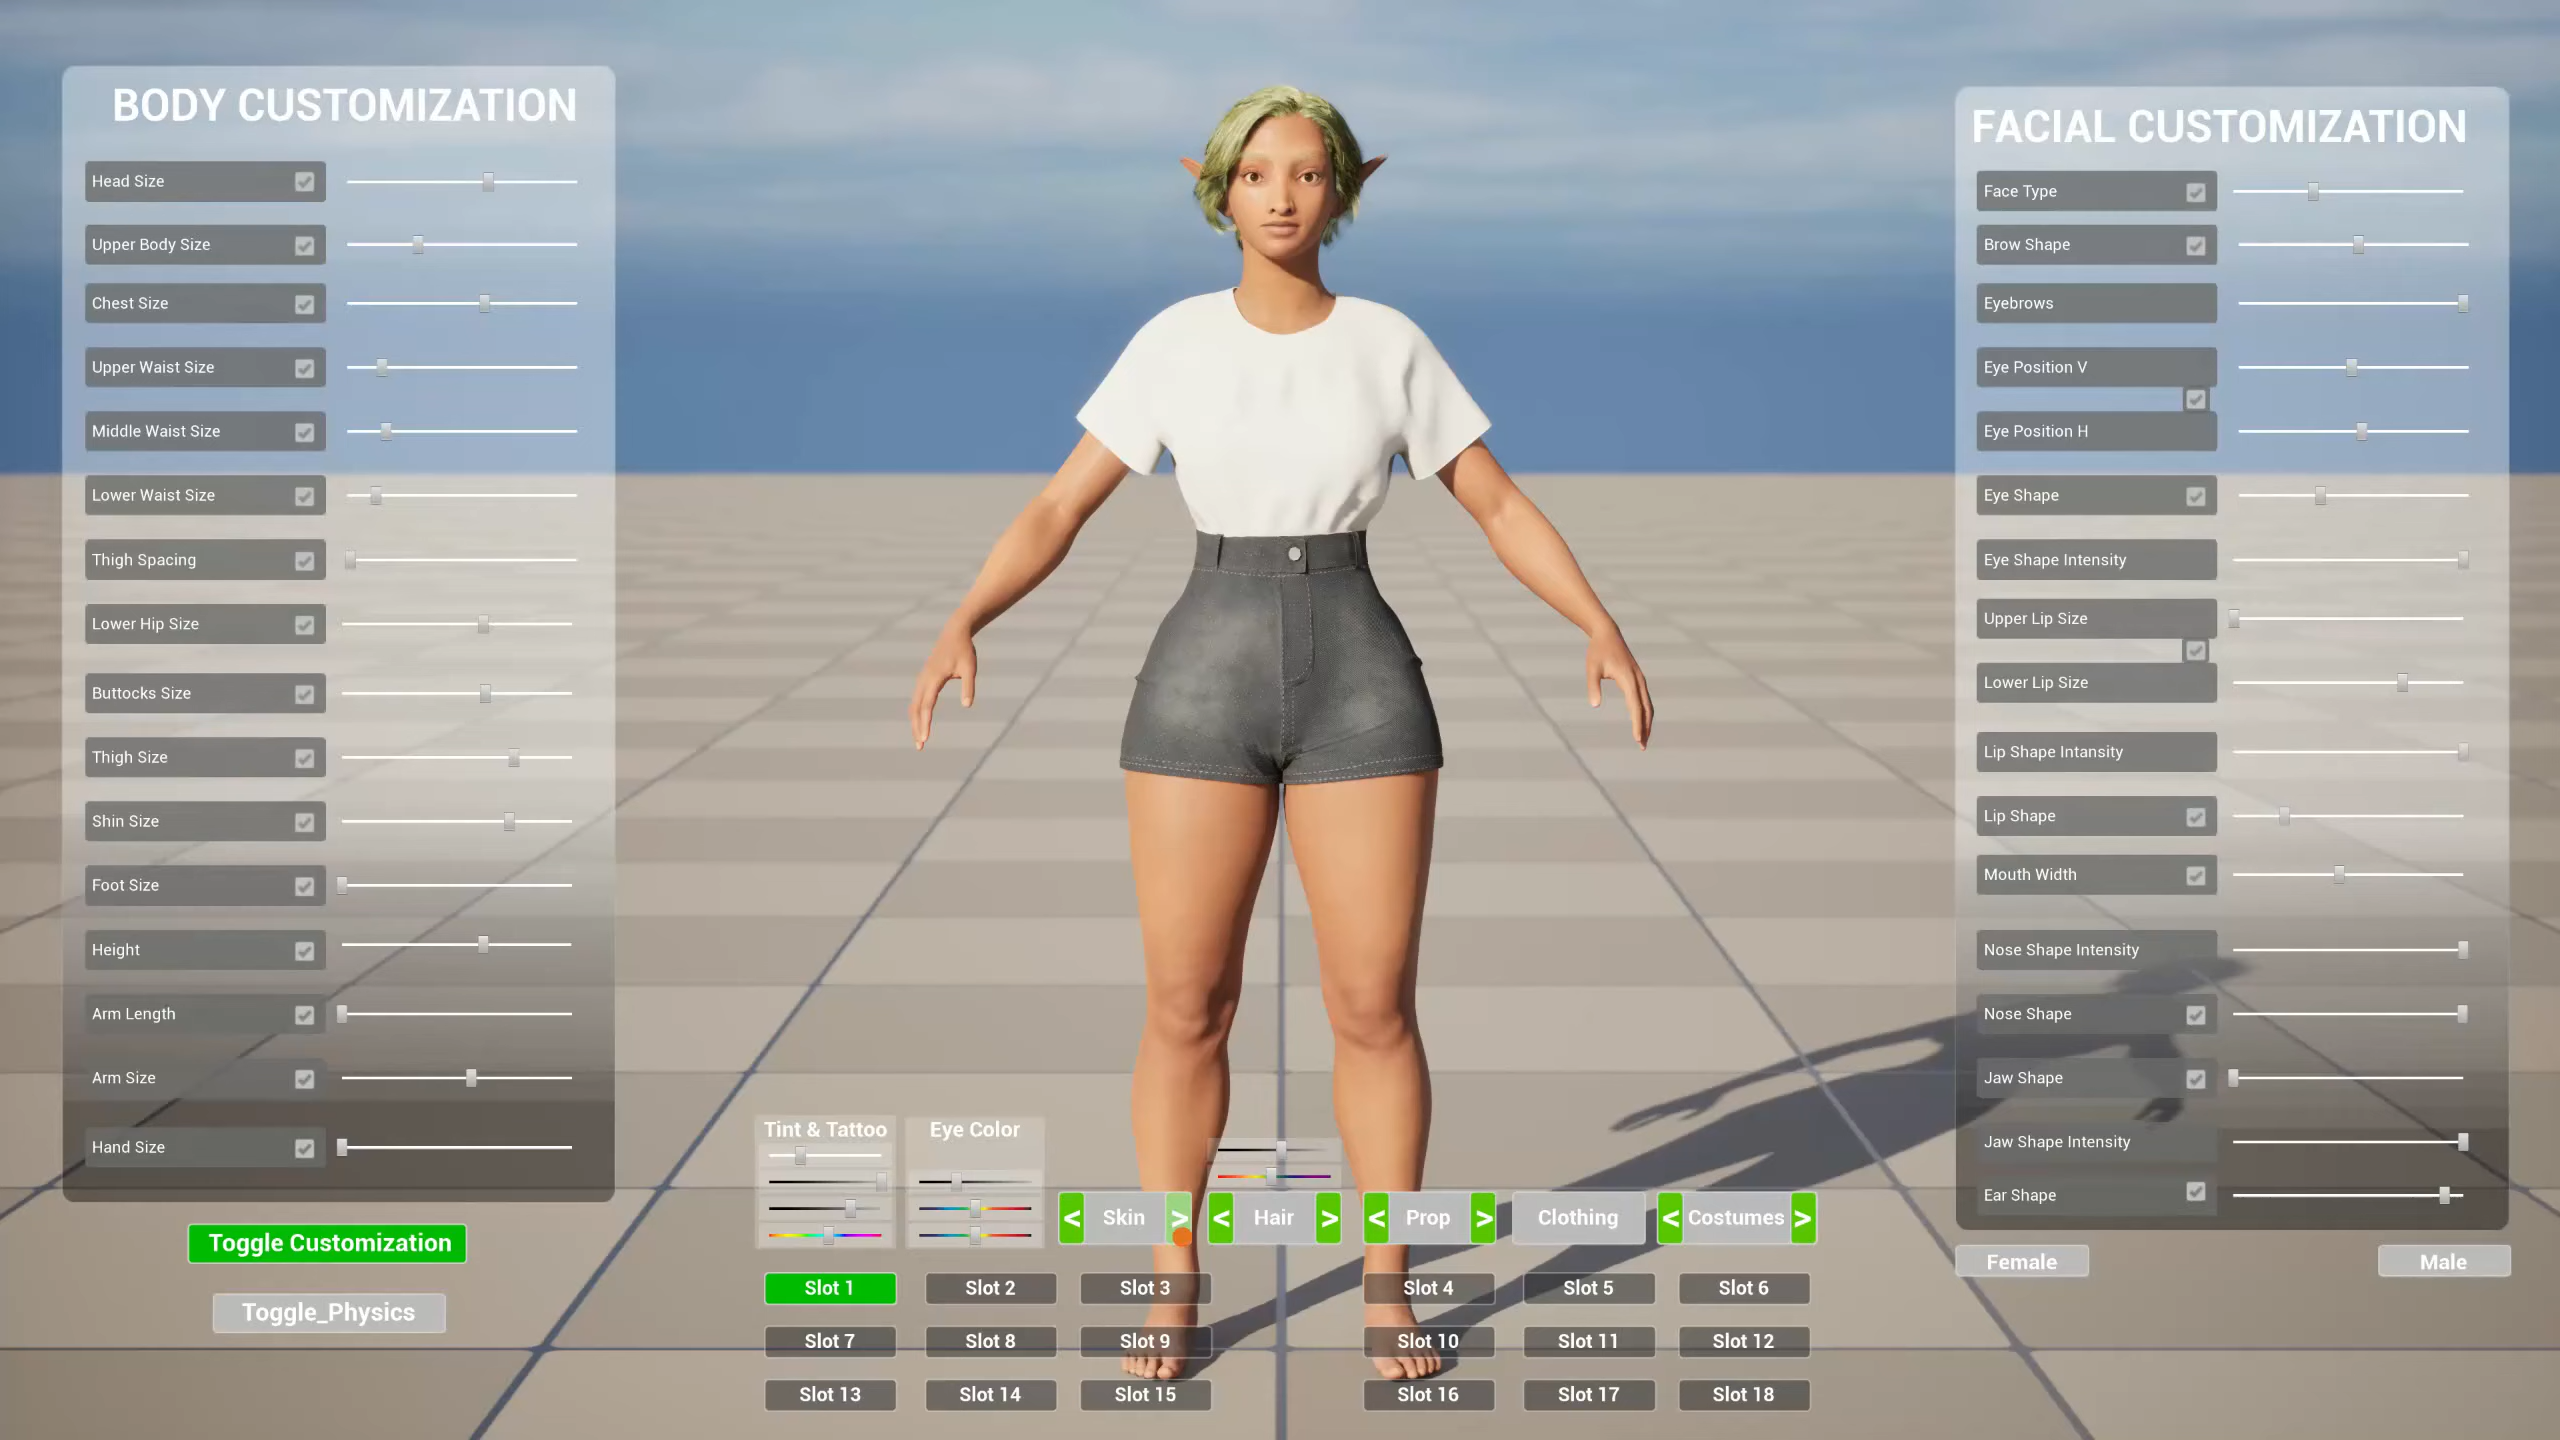 BODY CUSTOMIZATION
Head Size
Upper Body Size
Chest Size
Upper Waist Size
Middle Waist Size
Lower Waist Size
Thigh Spacing
Lower Hip Size
Buttocks Size
Thigh Size
Shin Size
Foot Size
Height
Arm Length
Arm Size
Hand Size
Toggle Customization
Toggle_Physics
FACIAL CUSTOMIZATION
Face Type
Brow Shape
Eyebrows
Eye Position V
Eye Position H
Eye Shape
Eye Shape Intensity
Upper Lip Size
Lower Lip Size
Lip Shape Intansity
Lip Shape
Mouth Width
Nose Shape Intensity
Nose Shape
Jaw Shape
Jaw Shape Intensity
Ear Shape
Female Male
Tint & Tattoo Eye Color
< Skin > < Hair > < Prop > Clothing < Costumes >
Slot 1 Slot 2 Slot 3 Slot 4 Slot 5 Slot 6
Slot 7 Slot 8 Slot 9 Slot 10 Slot 11 Slot 12
Slot 13 Slot 14 Slot 15 Slot 16 Slot 17 Slot 18